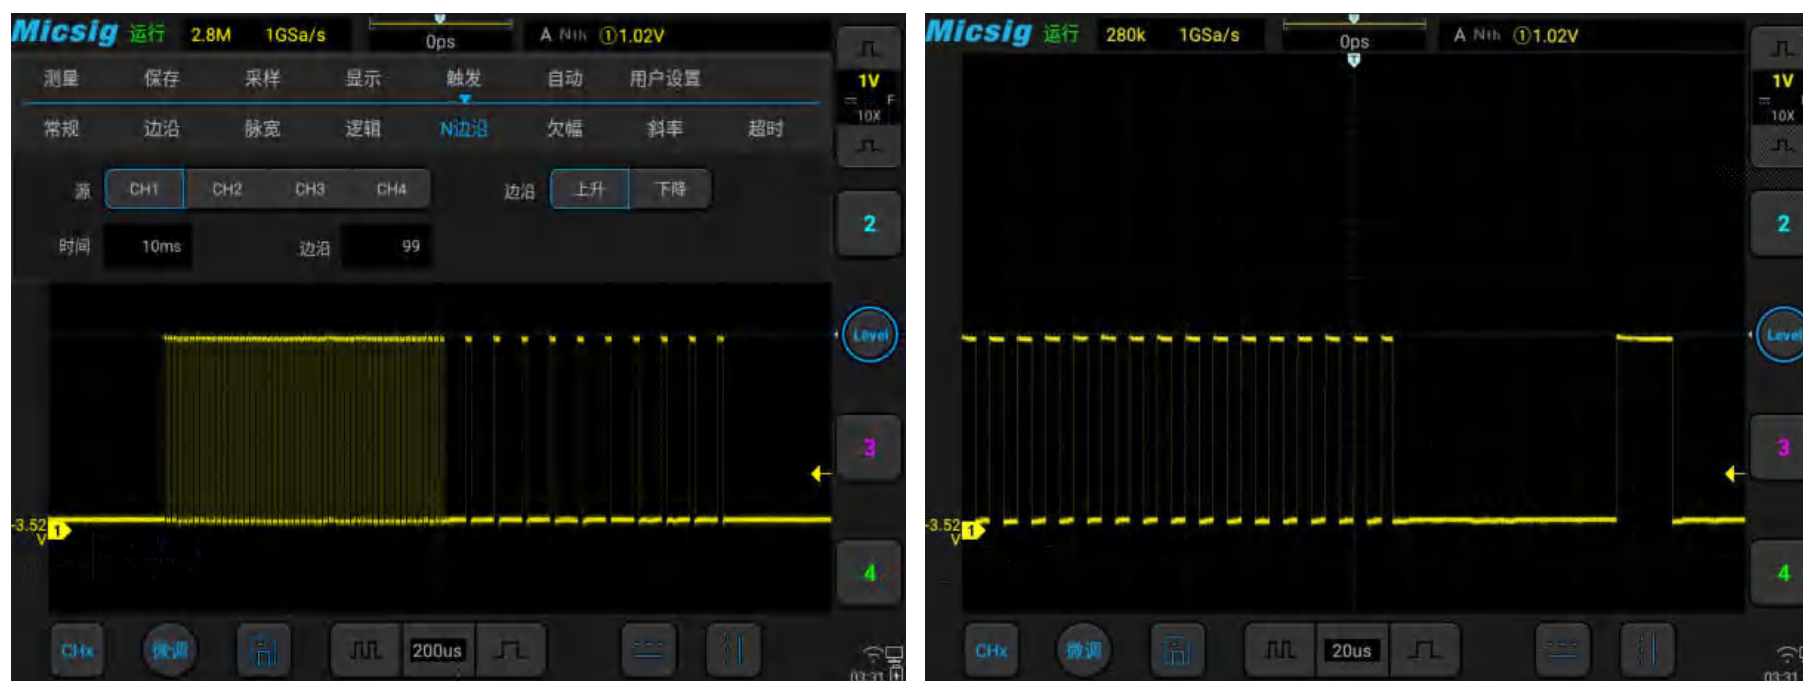 Micsig 运行 2.8M 1GSa/s 0ps A Nth ①1.02V
测量 保存 采样 显示 触发 自动 用户设置
常规 边沿 脉宽 逻辑 N边沿 欠幅 斜率 超时
源 CH1 CH2 CH3 CH4 边沿 上升 下降
时间 10ms 边沿 99
1V
F
10X
2
Level
3
-3.52
V
1
4
CHx 微调 200us
03:31
Micsig 运行 280k 1GSa/s 0ps A Nth ①1.02V
T
1V
10X
2
Level
3
-3.52
V
1
4
CHx 微调 20us
03:31